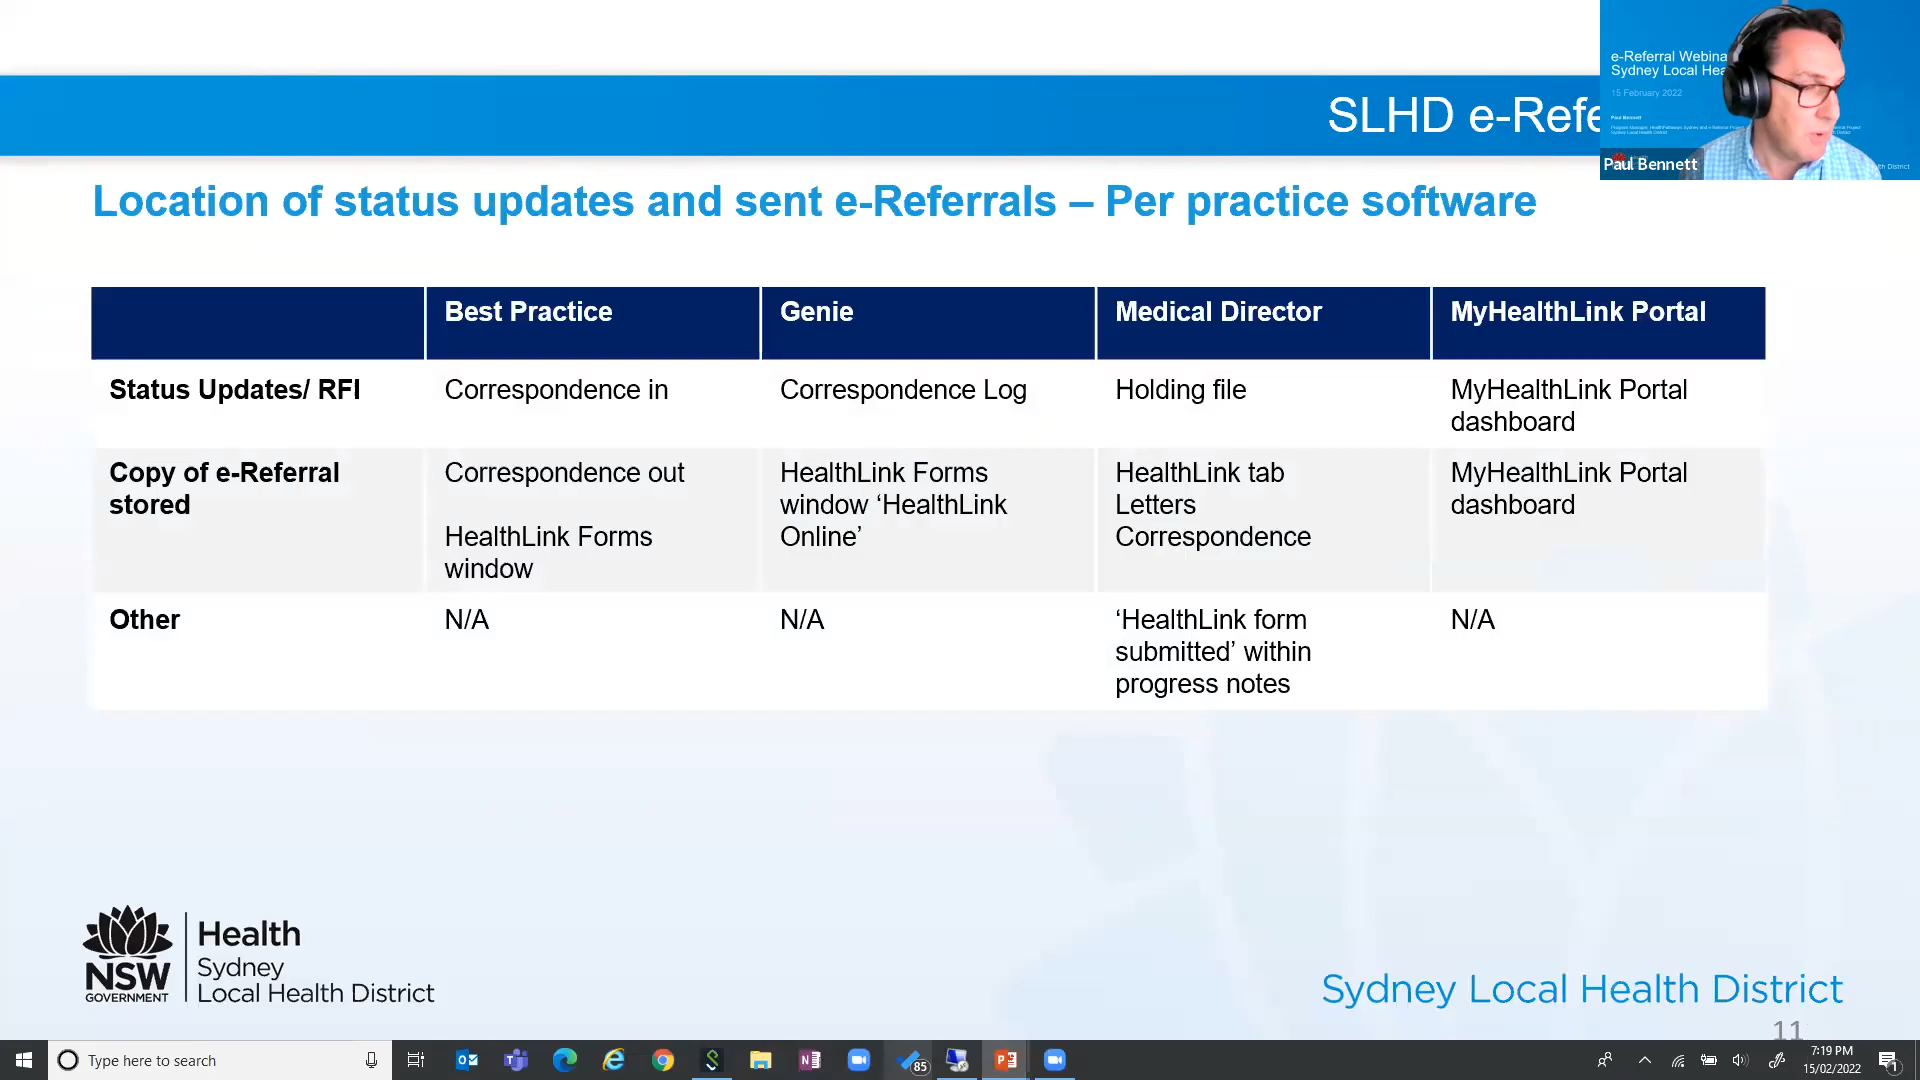 SLHD e-Refe
e-Referral Webina
Sydney Local Hea
15 February 2022
Paul Bennett
Paul Bennett
Location of status updates and sent e-Referrals – Per practice software
Best Practice
Genie
Medical Director
MyHealthLink Portal
Status Updates/ RFI
Correspondence in
Correspondence Log
Holding file
MyHealthLink Portal
dashboard
Copy of e-Referral
stored
Correspondence out
HealthLink Forms
window
HealthLink Forms
window ‘HealthLink
Online’
HealthLink tab
Letters
Correspondence
MyHealthLink Portal
dashboard
Other
N/A
N/A
‘HealthLink form
submitted’ within
progress notes
N/A
NSW
GOVERNMENT
Health
Sydney
Local Health District
Sydney Local Health District
11
Type here to search
85
7:19 PM
15/02/2022
1